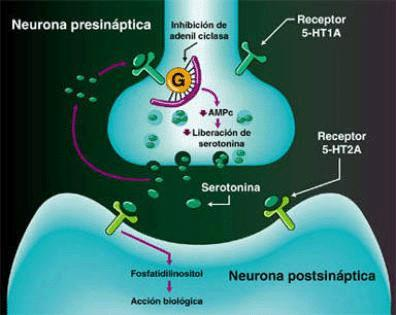 Neurona presináptica
Inhibición de
adenil ciclasa
Receptor
5-HT1A
G
AMPc
Liberación de
serotonina
Receptor
5-HT2A
Serotonina
Fosfatidilinositol
Acción biológica
Neurona postsináptica